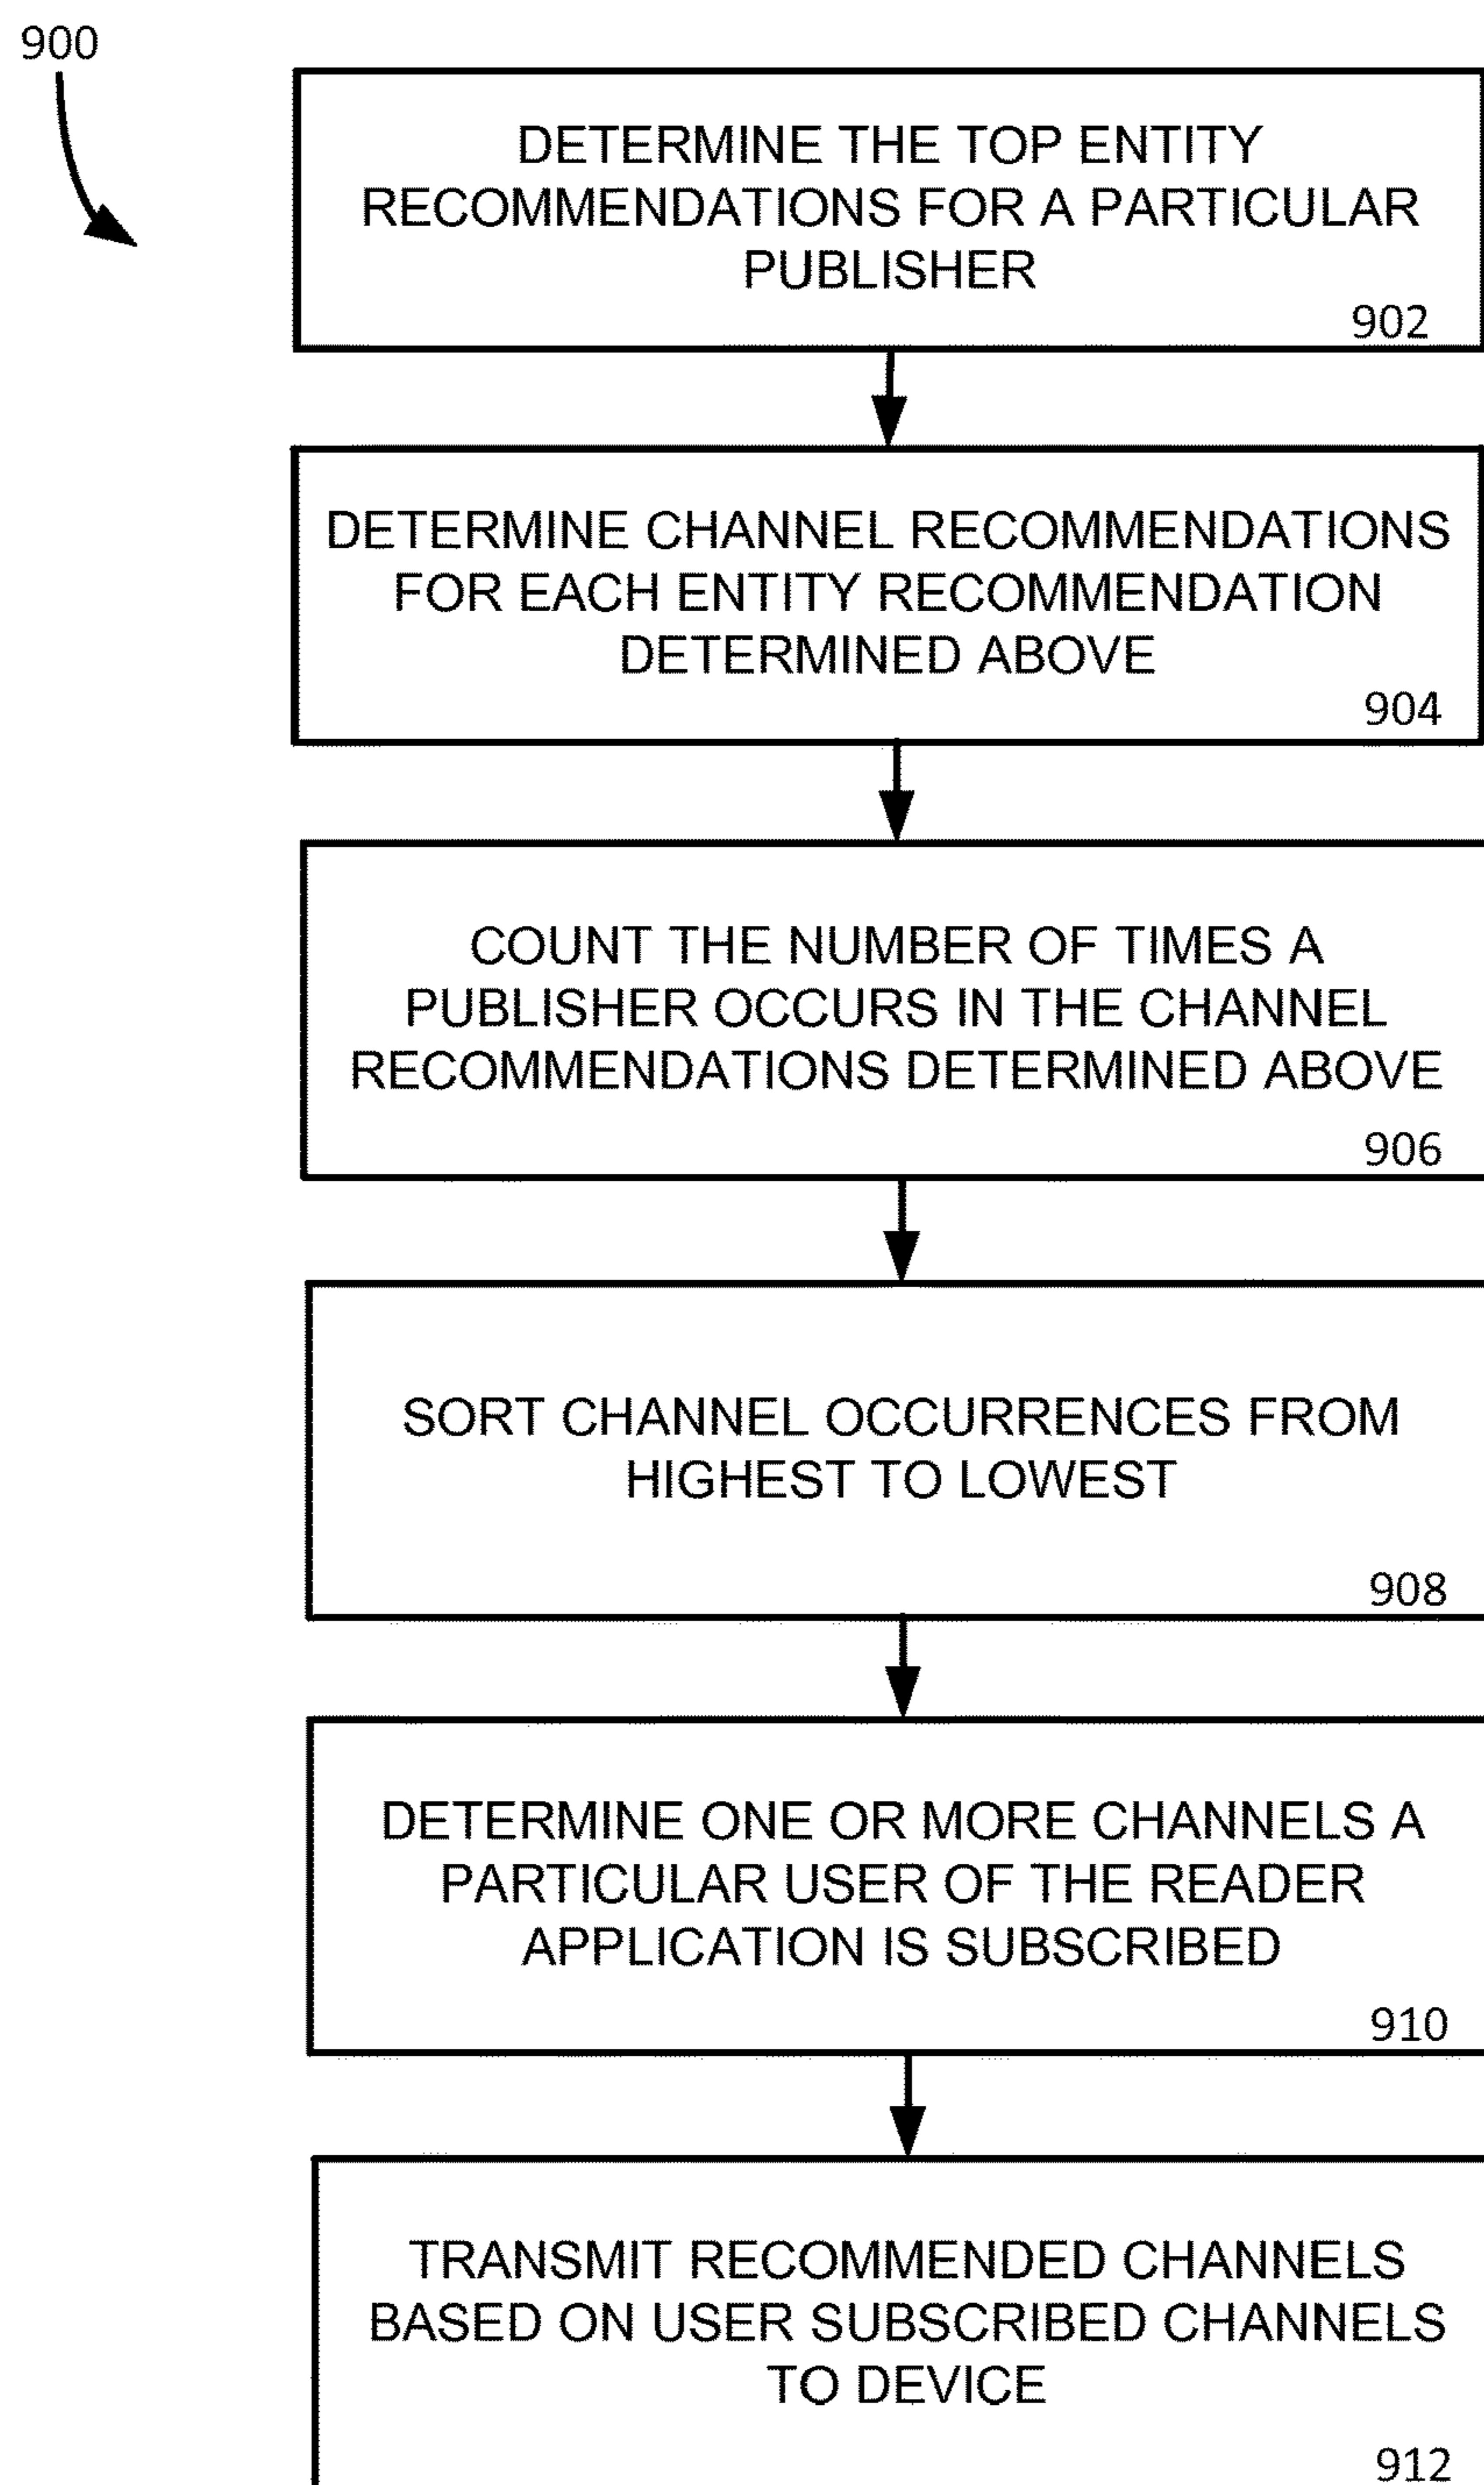 900
DETERMINE THE TOP ENTITY
RECOMMENDATIONS FOR A PARTICULAR
PUBLISHER
902
DETERMINE CHANNEL RECOMMENDATIONS
FOR EACH ENTITY RECOMMENDATION
DETERMINED ABOVE
904
COUNT THE NUMBER OF TIMES A
PUBLISHER OCCURS IN THE CHANNEL
RECOMMENDATIONS DETERMINED ABOVE
906
SORT CHANNEL OCCURRENCES FROM
HIGHEST TO LOWEST
908
DETERMINE ONE OR MORE CHANNELS A
PARTICULAR USER OF THE READER
APPLICATION IS SUBSCRIBED
910
TRANSMIT RECOMMENDED CHANNELS
BASED ON USER SUBSCRIBED CHANNELS
TO DEVICE
912